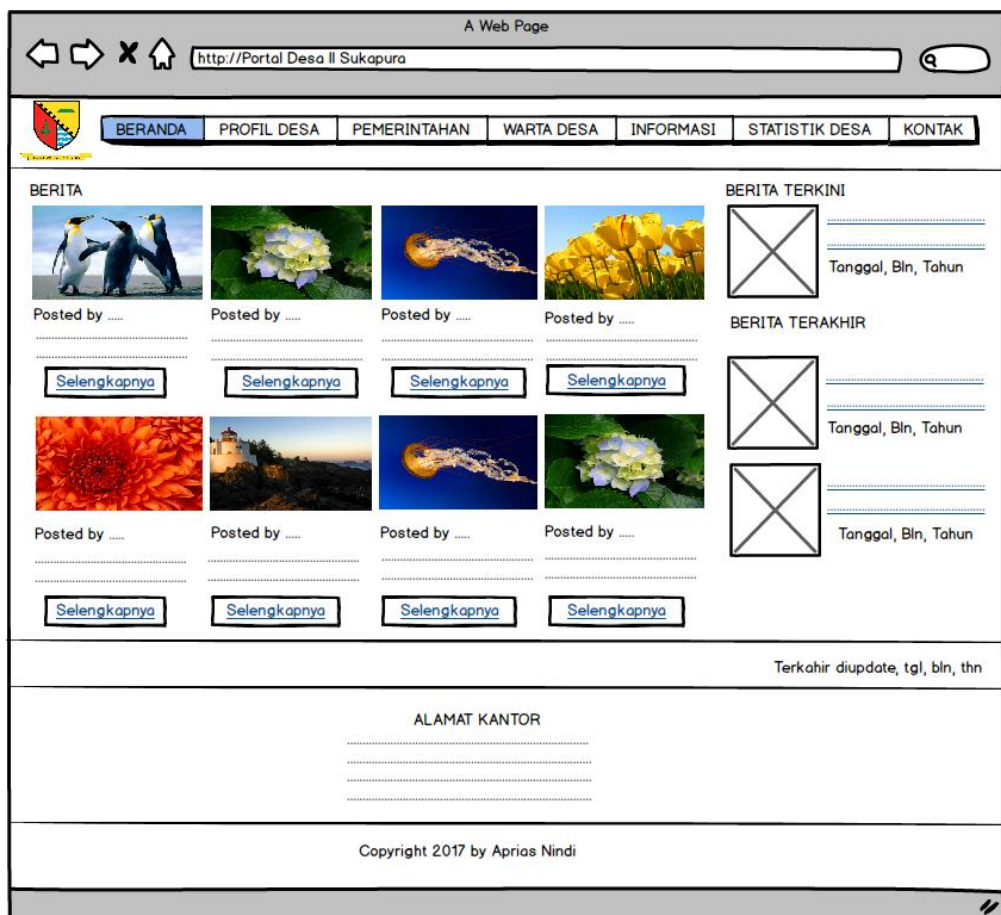 A Web Page
http://Portal Desa II Sukapura
BERANDA PROFIL DESA PEMERINTAHAN WARTA DESA INFORMASI STATISTIK DESA KONTAK
BERITA
Posted by .....
Posted by .....
Posted by .....
Posted by .....
Selengkapnya
Selengkapnya
Selengkapnya
Selengkapnya
Posted by .....
Posted by .....
Posted by .....
Posted by .....
Selengkapnya
Selengkapnya
Selengkapnya
Selengkapnya
BERITA TERKINI
Tanggal, Bln, Tahun
BERITA TERAKHIR
Tanggal, Bln, Tahun
Tanggal, Bln, Tahun
Terkahir diupdate, tgl, bln, thn
ALAMAT KANTOR
Copyright 2017 by Aprias Nindi